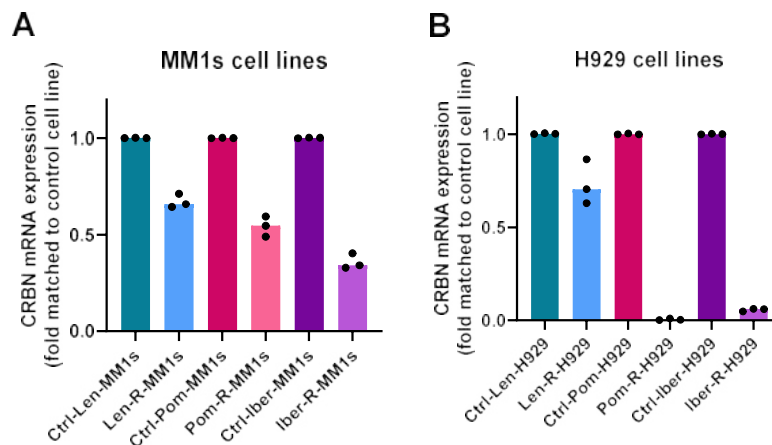 A
MM1s cell lines
CRBN mRNA expression
(fold matched to control cell line)
1.0
0.5
0.0
Ctrl-Len-MM1s
Len-R-MM1s
Ctrl-Pom-MM1s
Pom-R-MM1s
Ctrl-Iber-MM1s
Iber-R-MM1s
B
H929 cell lines
CRBN mRNA expression
(fold matched to control cell line)
1.0
0.5
0.0
Ctrl-Len-H929
Len-R-H929
Ctrl-Pom-H929
Pom-R-H929
Ctrl-Iber-H929
Iber-R-H929